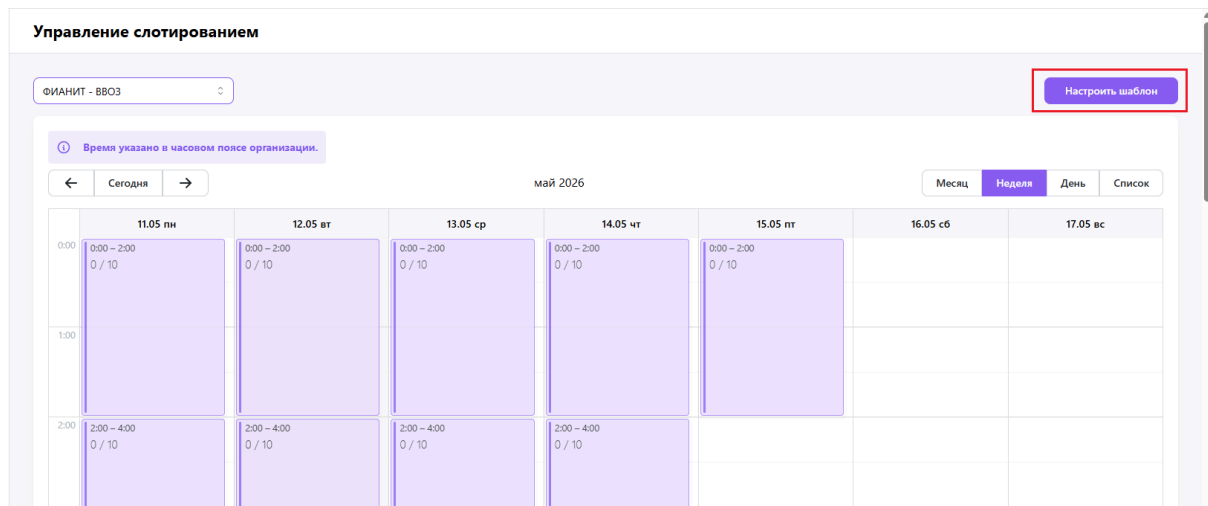 Управление слотированием
ФИАНИТ - ВВОЗ
Настроить шаблон
Время указано в часовом поясе организации.
Сегодня
май 2026
Месяц Неделя День Список
11.05 пн 12.05 вт 13.05 ср 14.05 чт 15.05 пт 16.05 сб 17.05 вс
0:00 0:00 – 2:00 0:00 – 2:00 0:00 – 2:00 0:00 – 2:00 0:00 – 2:00
0 / 10 0 / 10 0 / 10 0 / 10 0 / 10
1:00
2:00 2:00 – 4:00 2:00 – 4:00 2:00 – 4:00 2:00 – 4:00
0 / 10 0 / 10 0 / 10 0 / 10